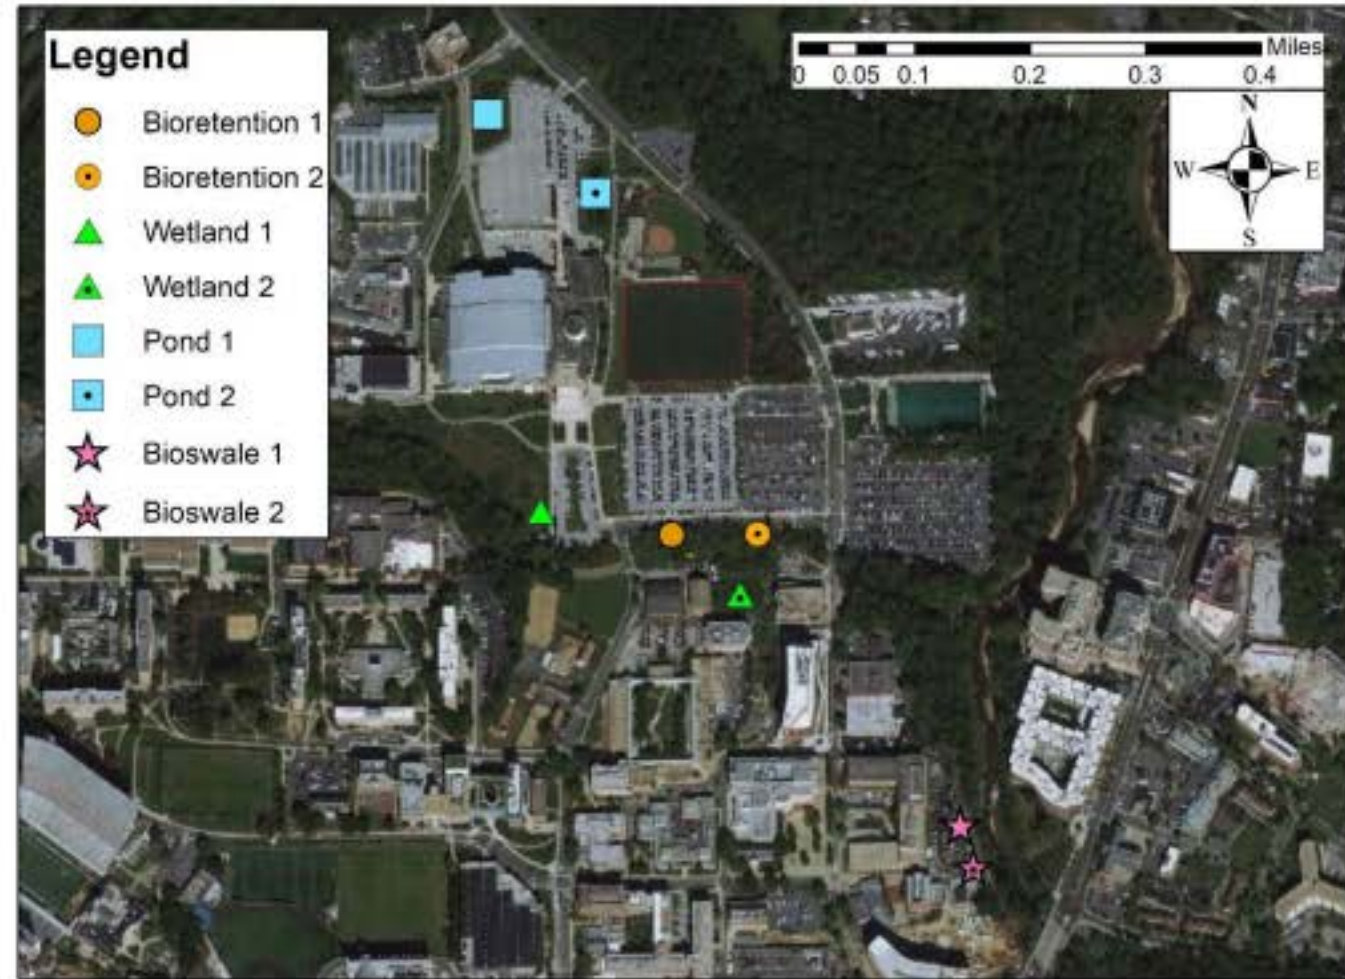 Legend
Bioretention 1
Bioretention 2
Wetland 1
Wetland 2
Pond 1
Pond 2
Bioswale 1
Bioswale 2
Miles
0 0.05 0.1 0.2 0.3 0.4
N
W E
S